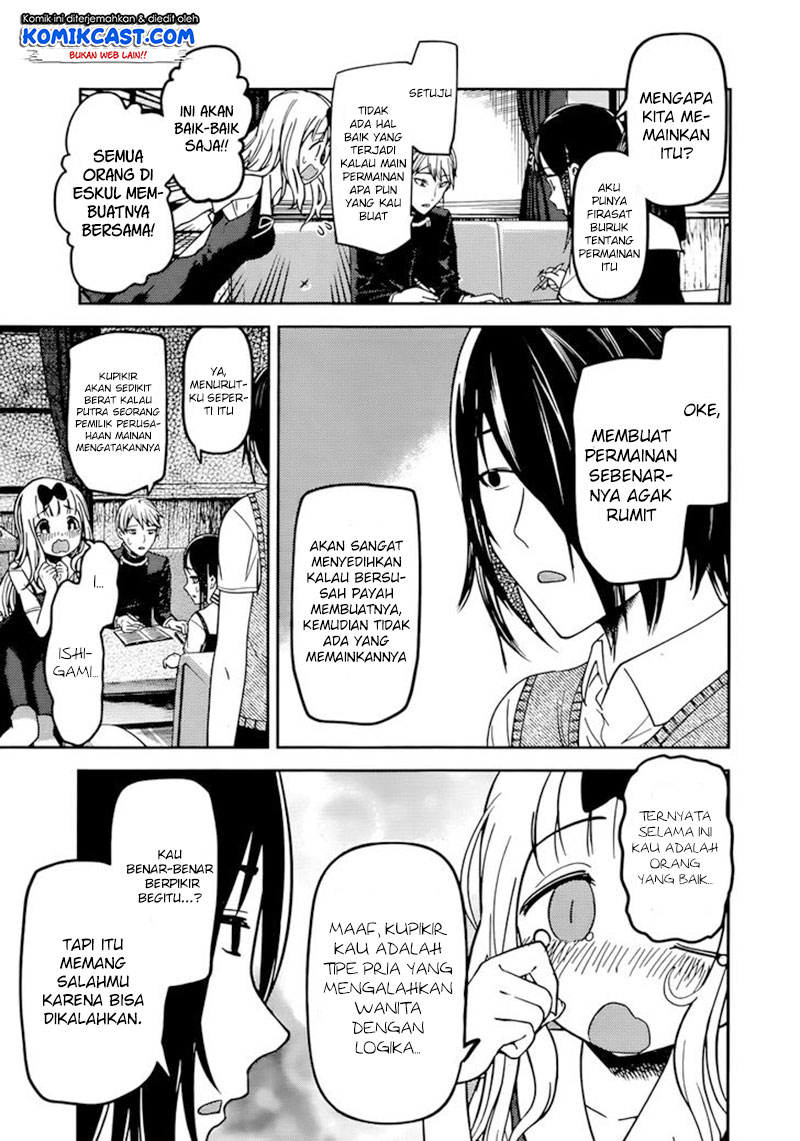 Komik ini diterjemahkan & diedit oleh
KOMIKCAST.COM
BUKAN WEB LAIN!!
MENGAPA
KITA ME-
MAINKAN
ITU?
AKU
PUNYA
FIRASAT
BURUK
TENTANG
PERMAINAN
ITU
SETUJU
TIDAK
ADA HAL
BAIK YANG
TERJADI
KALAU MAIN
PERMAINAN
APA PUN
YANG KAU
BUAT
INI AKAN
BAIK-BAIK
SAJA!!
SEMUA
ORANG DI
ESKUL MEM-
BUATNYA
BERSAMA!
OKE,
MEMBUAT
PERMAINAN
SEBENAR-
NYA AGAK
RUMIT
AKAN SANGAT
MENYEDIHKAN
KALAU BERSU-
SAH PAYAH
MEMBUATNYA,
KEMUDIAN TIDAK
ADA YANG
MEMAINKANNYA
YA,
MENURUT-
KU SEPER-
TI ITU
KUPIKIR
AKAN SEDIKIT
BERAT KALAU
PUTRA SEORANG
PEMILIK PERUSA-
HAAN MAINAN
MENGATAKANNYA
I...
ISHI-
GAMI...
TERNYATA
SELAMA INI
KAU ADALAH
ORANG
YANG BAIK...
MAAF, KUPIKIR
KAU ADALAH
TIPE PRIA YANG
MENGALAHKAN
WANITA
DENGAN
LOGIKA...
KAU
BENAR-BENAR
BERPIKIR
BEGITU...?
TAPI ITU
MEMANG
SALAHMU
KARENA BISA
DIKALAHKAN.